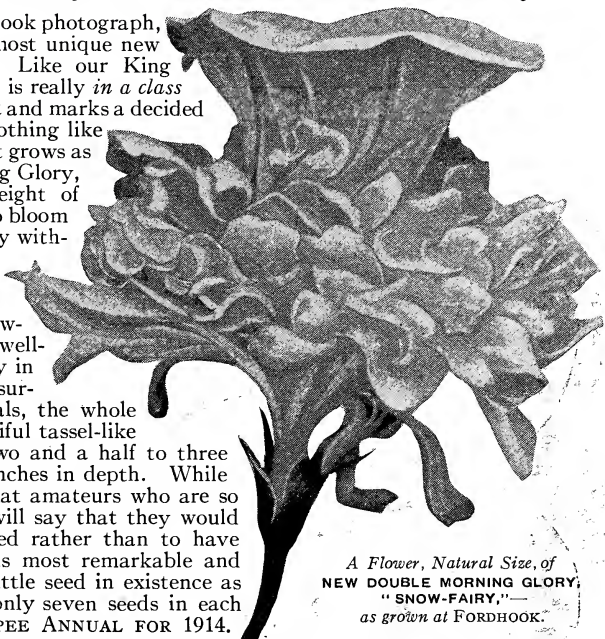 ook photograph,
nost unique new
Like our King
is really in a class
and marks a decided
othing like
t grows as
g Glory,
eight of
o bloom
y with-
w-
well-
y in
sur-
als, the whole
iful tassel-like
wo and a half to three
nches in depth. While
at amateurs who are so
will say that they would
ed rather than to have
s most remarkable and
ittle seed in existence as
only seven seeds in each
PEE ANNUAL FOR 1914.
A Flower, Natural Size, of
NEW DOUBLE MORNING GLORY,
“ SNOW-FAIRY,”—
as grown at FORDHOOK.